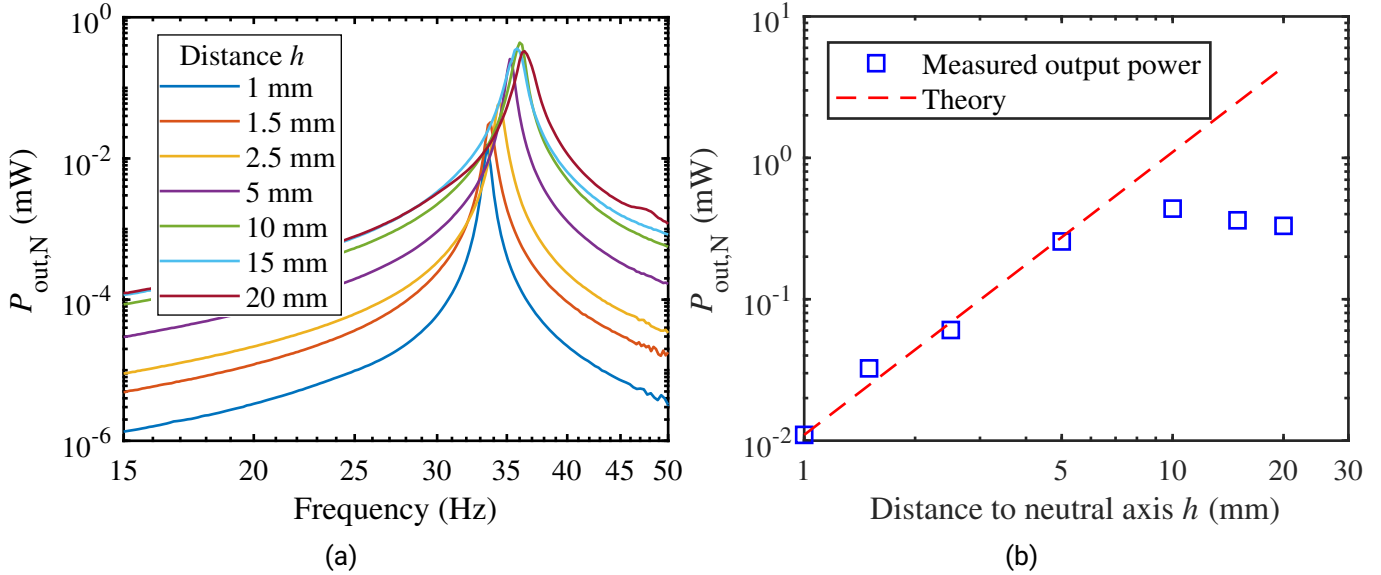 (a)
10^0
10^-2
10^-4
10^-6
P_out,N (mW)
Distance h
1 mm
1.5 mm
2.5 mm
5 mm
10 mm
15 mm
20 mm
15 20 25 30 35 40 45 50
Frequency (Hz)
(a)
10^1
10^0
10^-1
10^-2
P_out,N (mW)
Measured output power
Theory
1 5 10 20 30
Distance to neutral axis h (mm)
(b)